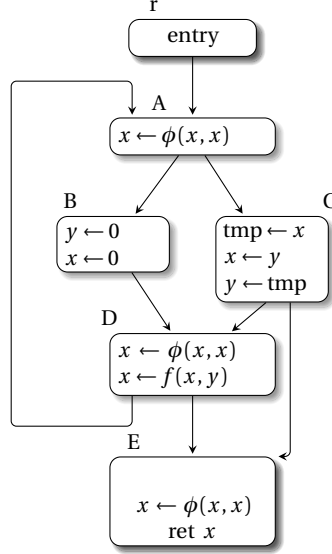 r
entry
A
x ← ϕ(x, x)
B
y ← 0
x ← 0
C
tmp ← x
x ← y
y ← tmp
D
x ← ϕ(x, x)
x ← f(x, y)
E
x ← ϕ(x, x)
ret x